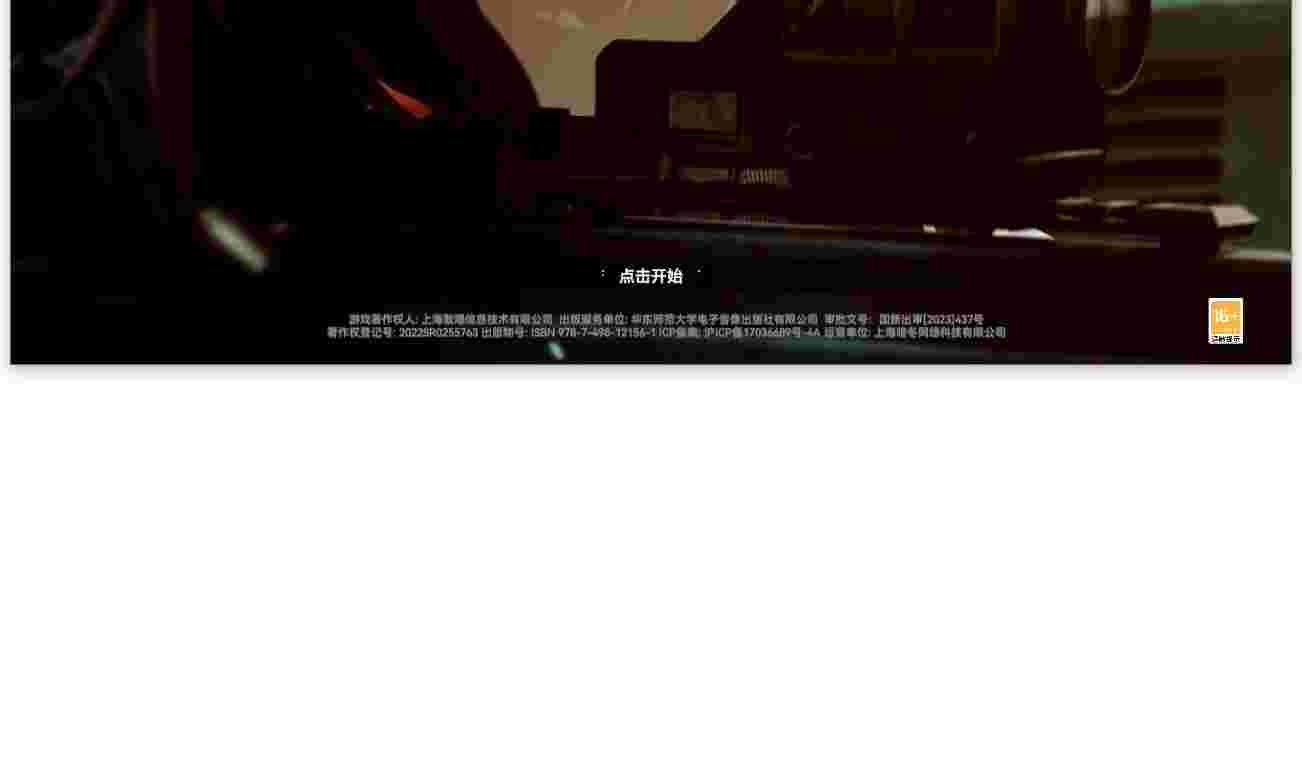 点击开始
游戏著作权人: 上海散爆信息技术有限公司 出版服务单位: 华东师范大学电子音像出版社有限公司 审批文号: 国新出审[2023]437号
著作权登记号: 2022SR0255763 出版物号: ISBN 978-7-498-12156-1 ICP备案: 沪ICP备17036689号-4A 运营单位: 上海暗冬网络科技有限公司
16+
适龄提示